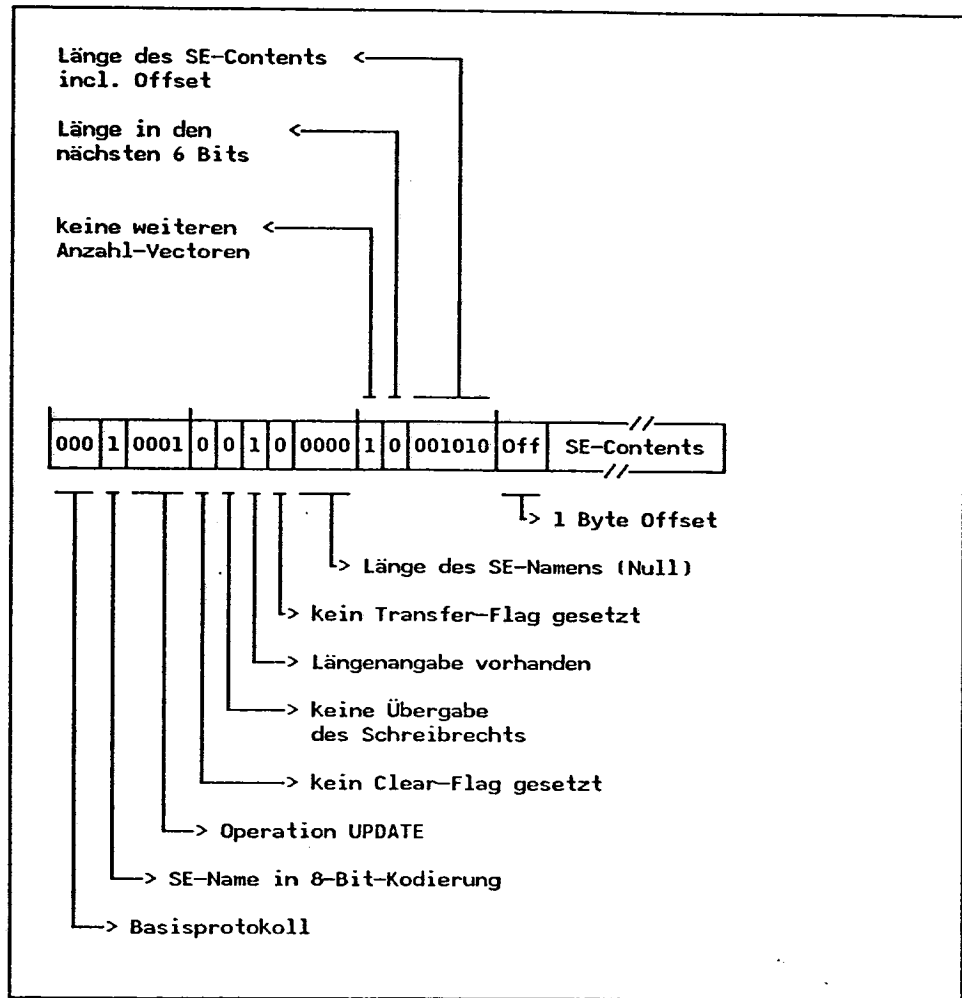 Länge des SE-Contents <
incl. Offset
Länge in den <
nächsten 6 Bits
keine weiteren <
Anzahl-Vectoren
000 1 0001 0 0 1 0 0000 1 0 001010 Off SE-Contents
> 1 Byte Offset
> Länge des SE-Namens (Null)
> kein Transfer-Flag gesetzt
> Längenangabe vorhanden
> keine Übergabe
des Schreibrechts
> kein Clear-Flag gesetzt
> Operation UPDATE
> SE-Name in 8-Bit-Kodierung
> Basisprotokoll